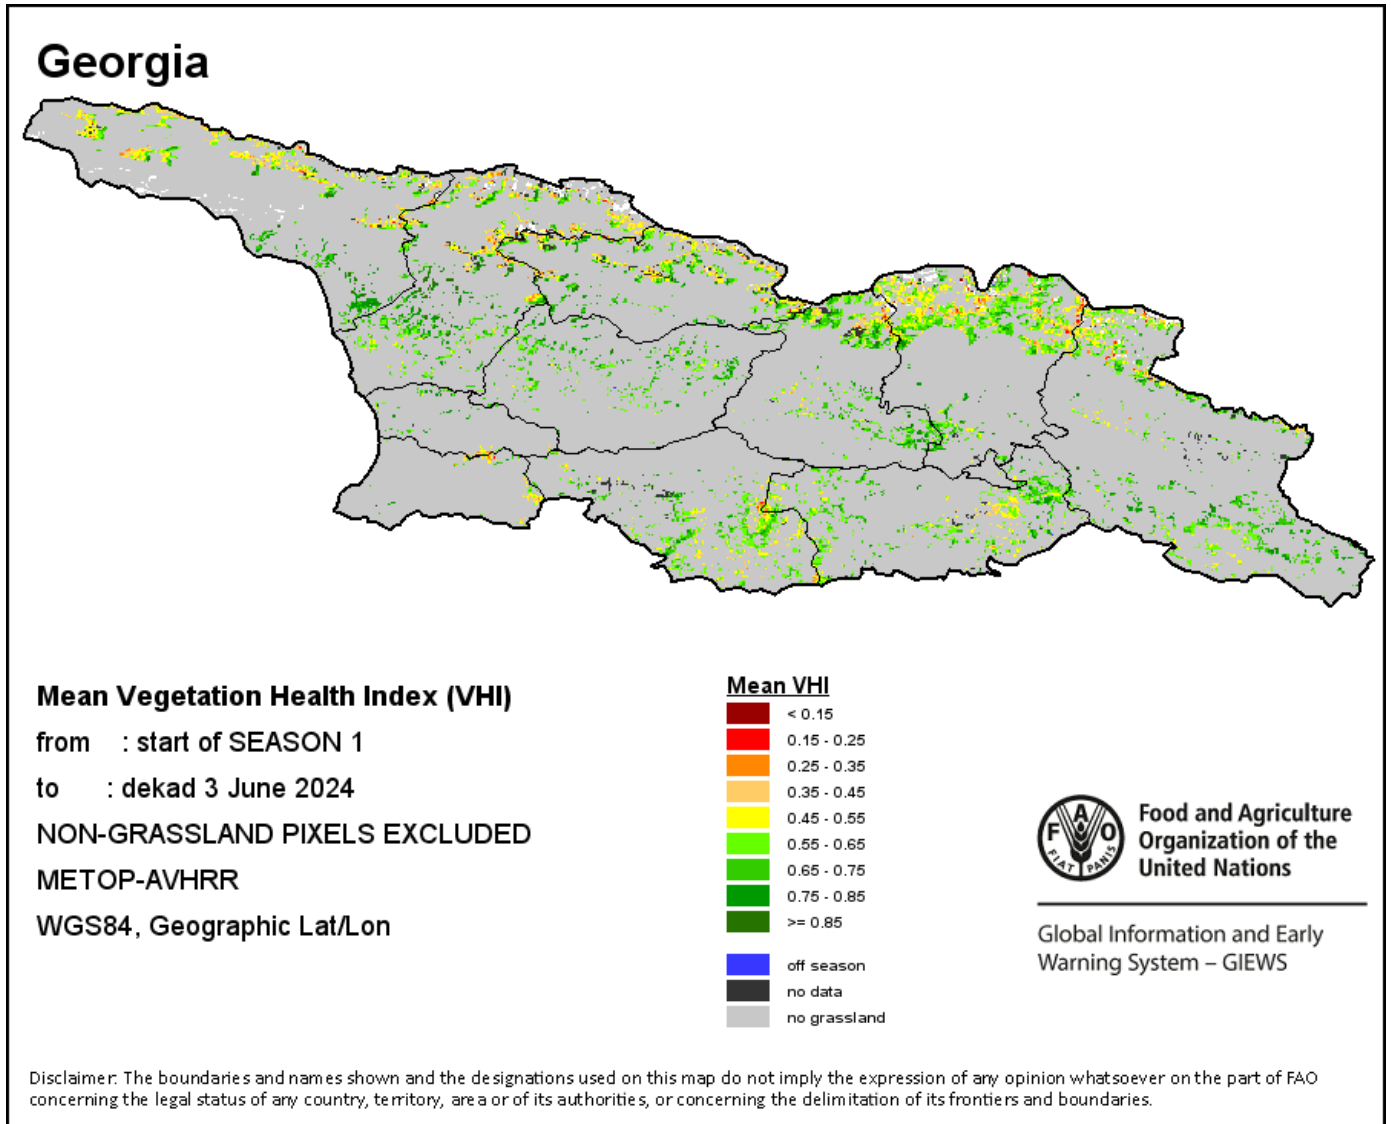 Georgia
Mean Vegetation Health Index (VHI)
from : start of SEASON 1
to : dekad 3 June 2024
NON-GRASSLAND PIXELS EXCLUDED
METOP-AVHRR
WGS84, Geographic Lat/Lon
Mean VHI
< 0.15
0.15 - 0.25
0.25 - 0.35
0.35 - 0.45
0.45 - 0.55
0.55 - 0.65
0.65 - 0.75
0.75 - 0.85
>= 0.85
off season
no data
no grassland
F A O
FIAT PANIS
Food and Agriculture
Organization of the
United Nations
Global Information and Early
Warning System – GIEWS
Disclaimer: The boundaries and names shown and the designations used on this map do not imply the expression of any opinion whatsoever on the part of FAO
concerning the legal status of any country, territory, area or of its authorities, or concerning the delimitation of its frontiers and boundaries.